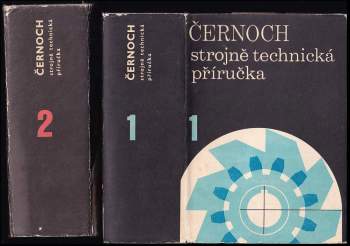 ČERNOCH
strojně technická
příručka
2
ČERNOCH
strojně technická
příručka
1
ČERNOCH
strojně technická
příručka
1